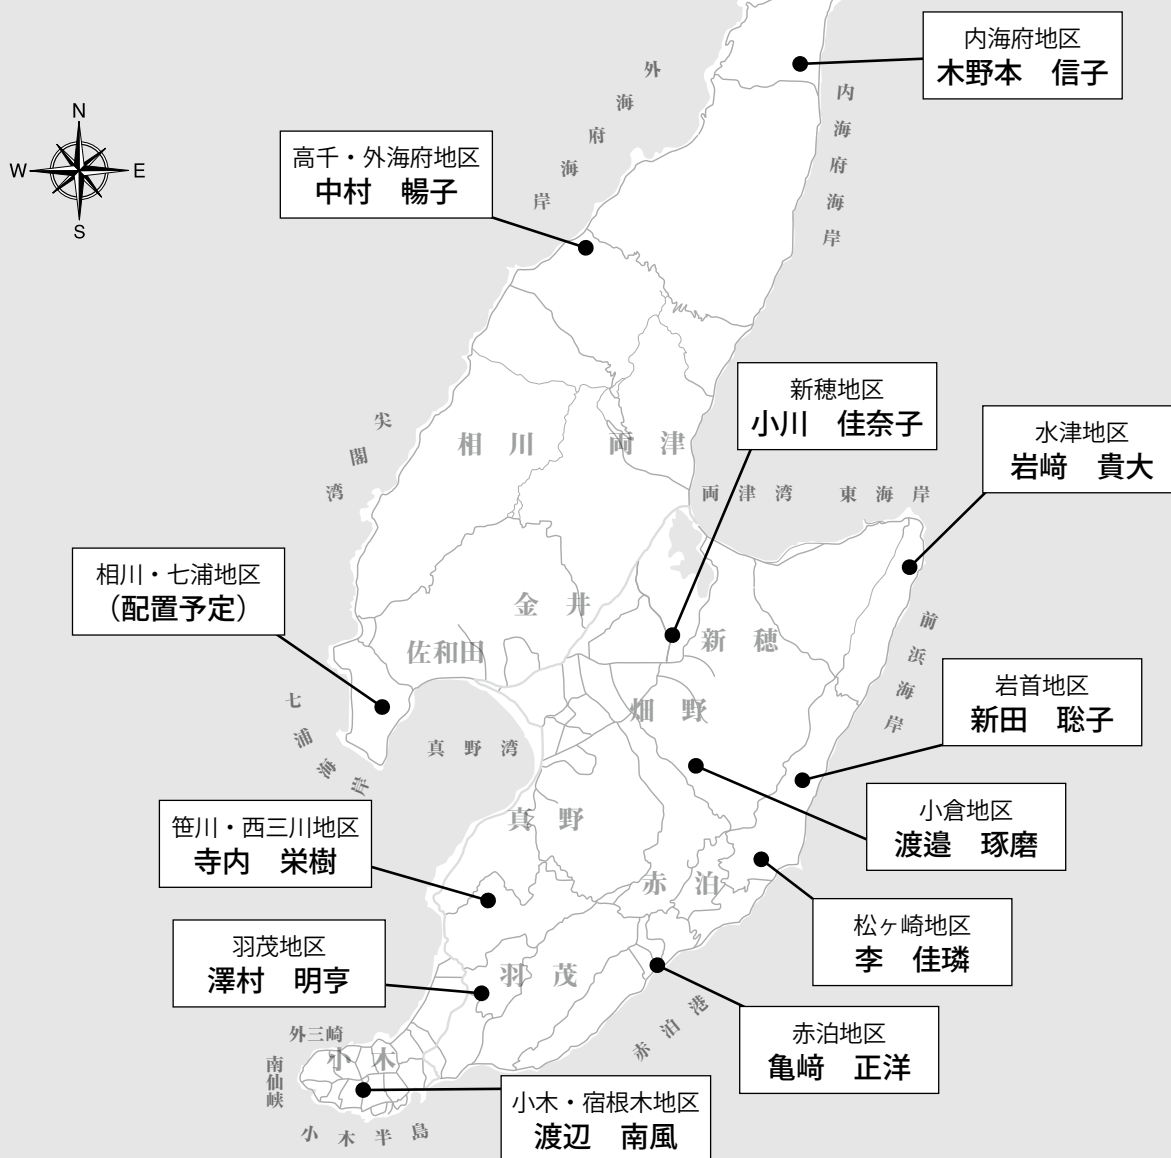 内海府地区
木野本　信子
外海府海岸
内海府海岸
N
W E
S
高千・外海府地区
中村　暢子
新穂地区
小川　佳奈子
水津地区
岩﨑　貴大
尖閣湾
相川
両津
両津湾
東海岸
相川・七浦地区
（配置予定）
金井
佐和田
新穂
前浜海岸
岩首地区
新田　聡子
七浦海岸
真野湾
畑野
小倉地区
渡邉　琢磨
笹川・西三川地区
寺内　栄樹
真野
赤泊
松ヶ崎地区
李　佳璘
羽茂地区
澤村　明亨
羽茂
赤泊港
赤泊地区
亀﨑　正洋
外三崎
小木
南仙峡
小木半島
小木・宿根木地区
渡辺　南風